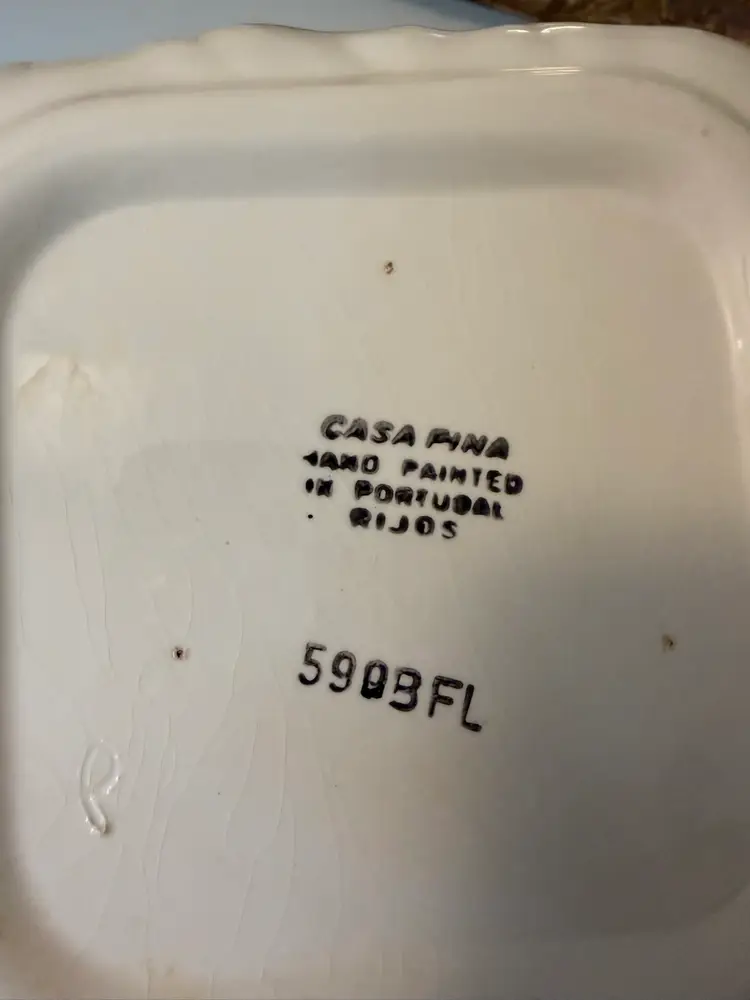 CASA FINA
HAND PAINTED
IN PORTUGAL
RIJOS
590BFL